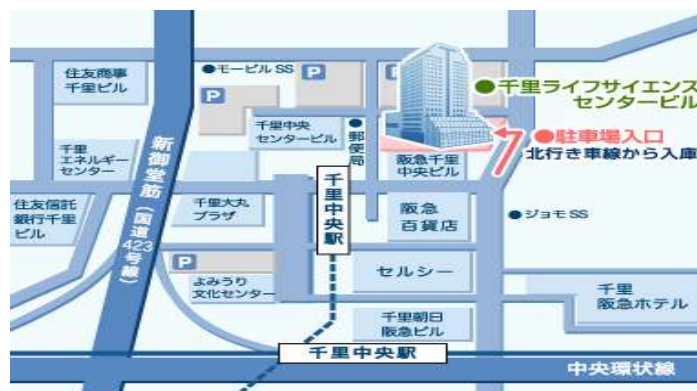 住友商事
千里ビル
●モービルSS
P
P
P
P
●千里ライフサイエンス
センタービル
千里中央
センタービル
●郵便局
●駐車場入口
北行き車線から入庫
千里
エネルギー
センター
阪急千里
中央ビル
新御堂筋(国道423号線)
千里中央駅
住友信託
銀行千里
ビル
千里大丸
プラザ
阪急
百貨店
●ジョモSS
よみうり
文化センター
セルシー
千里
阪急ホテル
千里朝日
阪急ビル
千里中央駅
中央環状線